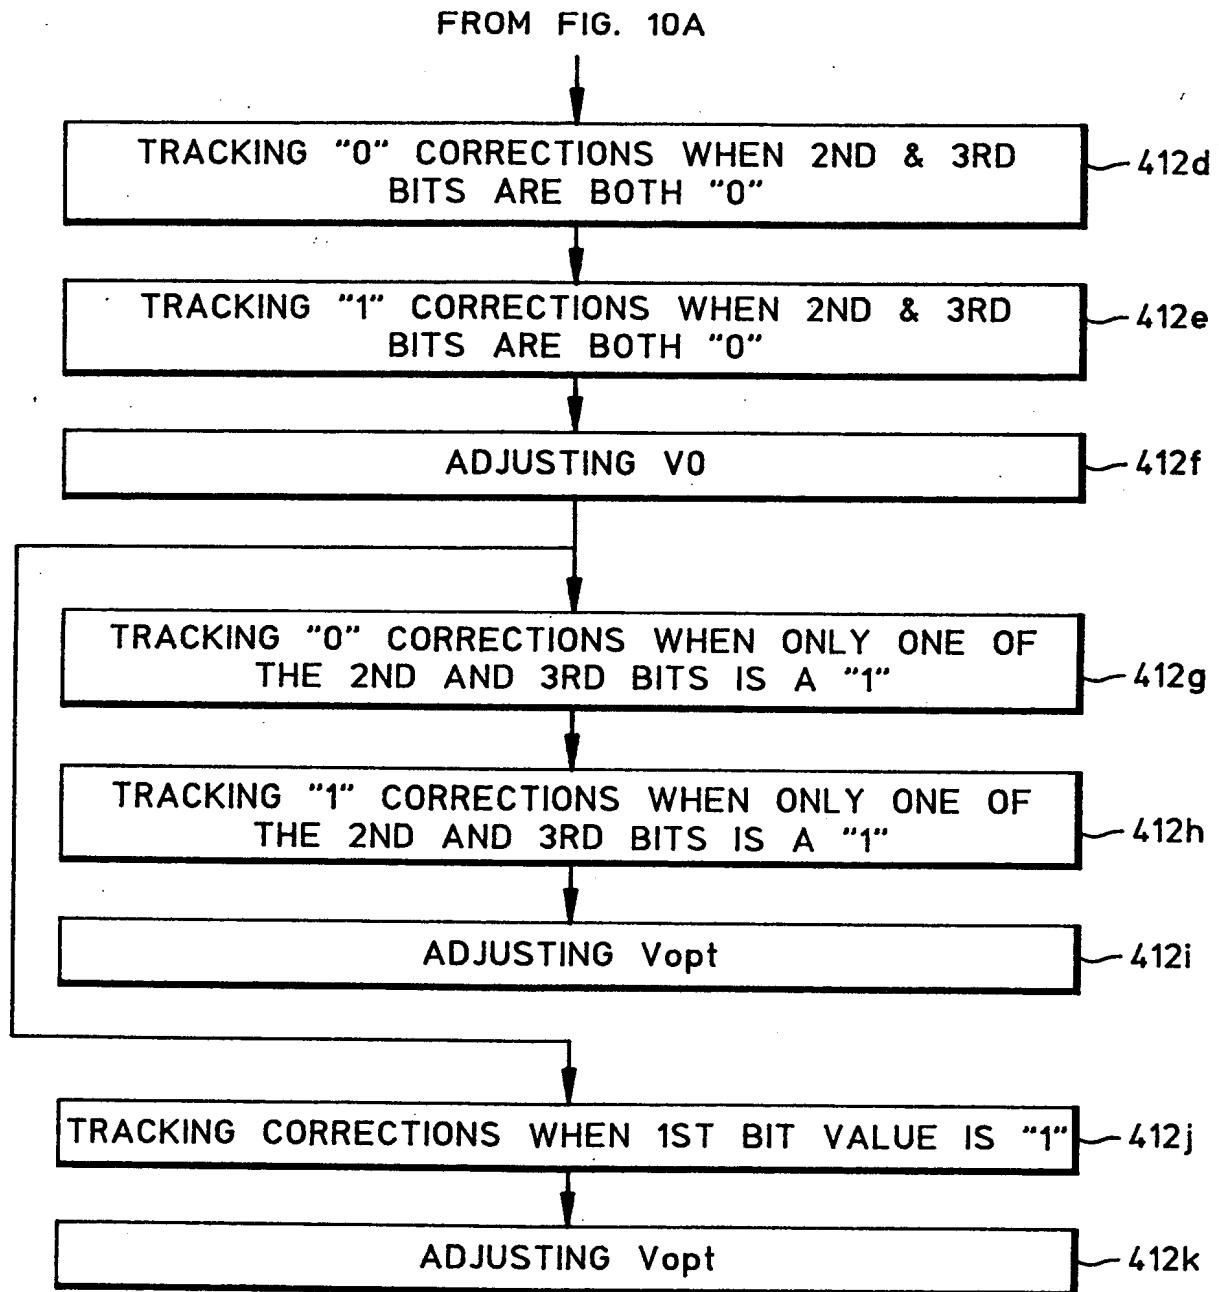 FROM FIG. 10A
TRACKING "0" CORRECTIONS WHEN 2ND & 3RD
BITS ARE BOTH "0"
412d
TRACKING "1" CORRECTIONS WHEN 2ND & 3RD
BITS ARE BOTH "0"
412e
ADJUSTING V0
412f
TRACKING "0" CORRECTIONS WHEN ONLY ONE OF
THE 2ND AND 3RD BITS IS A "1"
412g
TRACKING "1" CORRECTIONS WHEN ONLY ONE OF
THE 2ND AND 3RD BITS IS A "1"
412h
ADJUSTING Vopt
412i
TRACKING CORRECTIONS WHEN 1ST BIT VALUE IS "1"
412j
ADJUSTING Vopt
412k